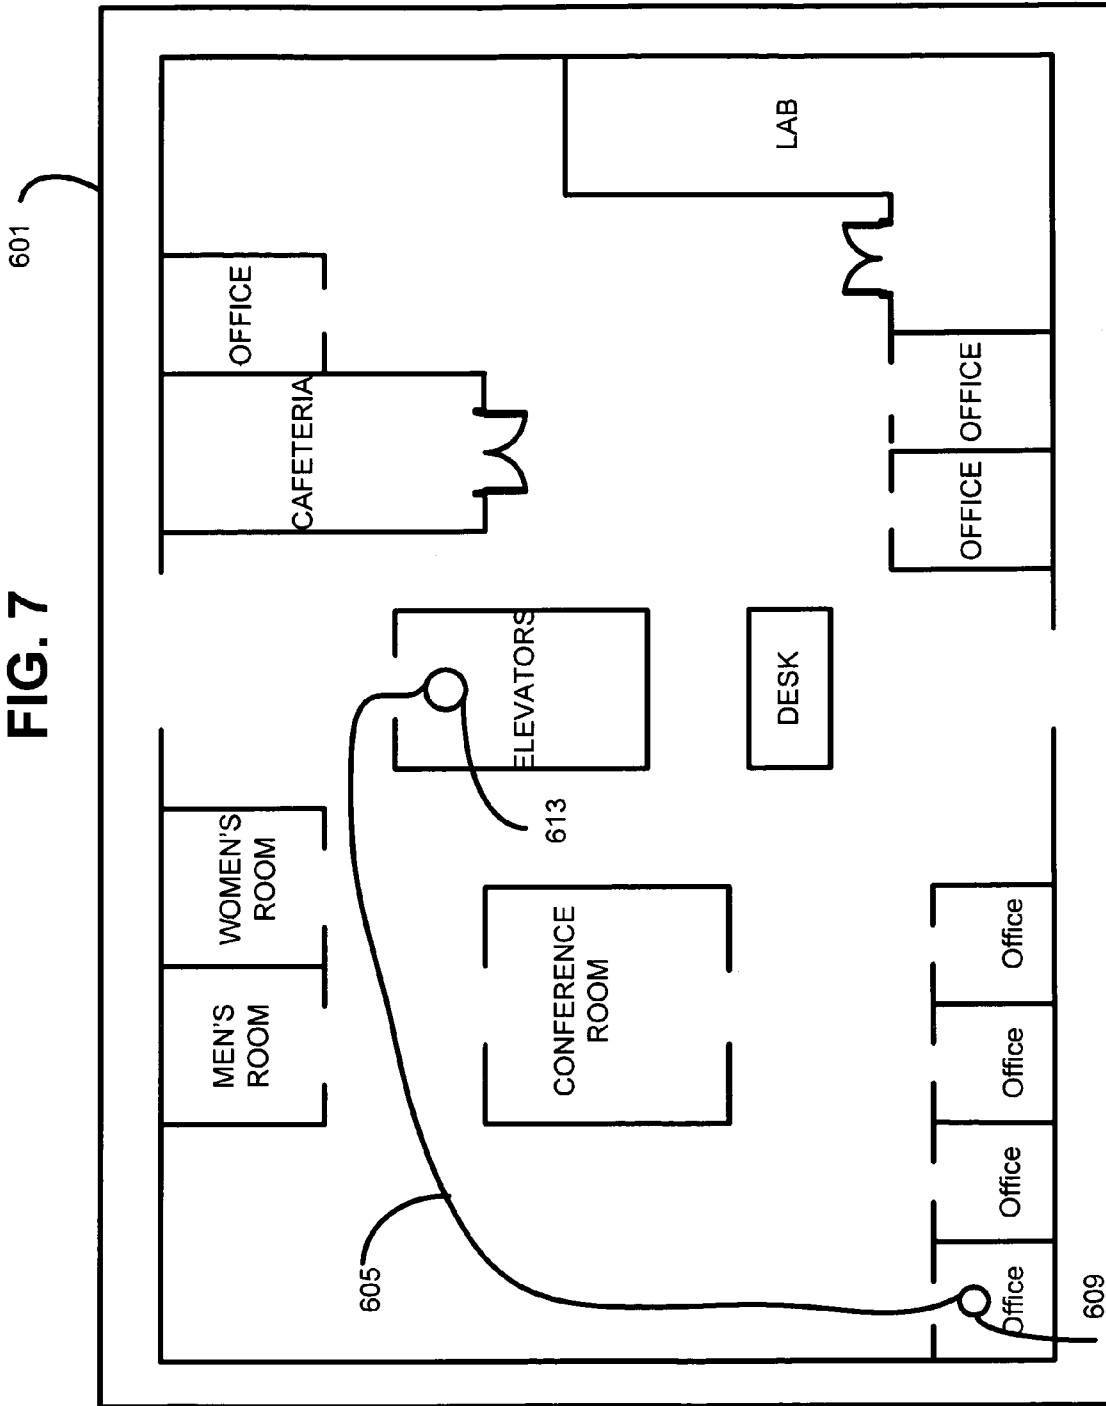 FIG. 7
601
MEN'S
ROOM
WOMEN'S
ROOM
CAFETERIA
OFFICE
605
ELEVATORS
613
CONFERENCE
ROOM
DESK
LAB
OFFICE
OFFICE
Office
Office
Office
Office
609